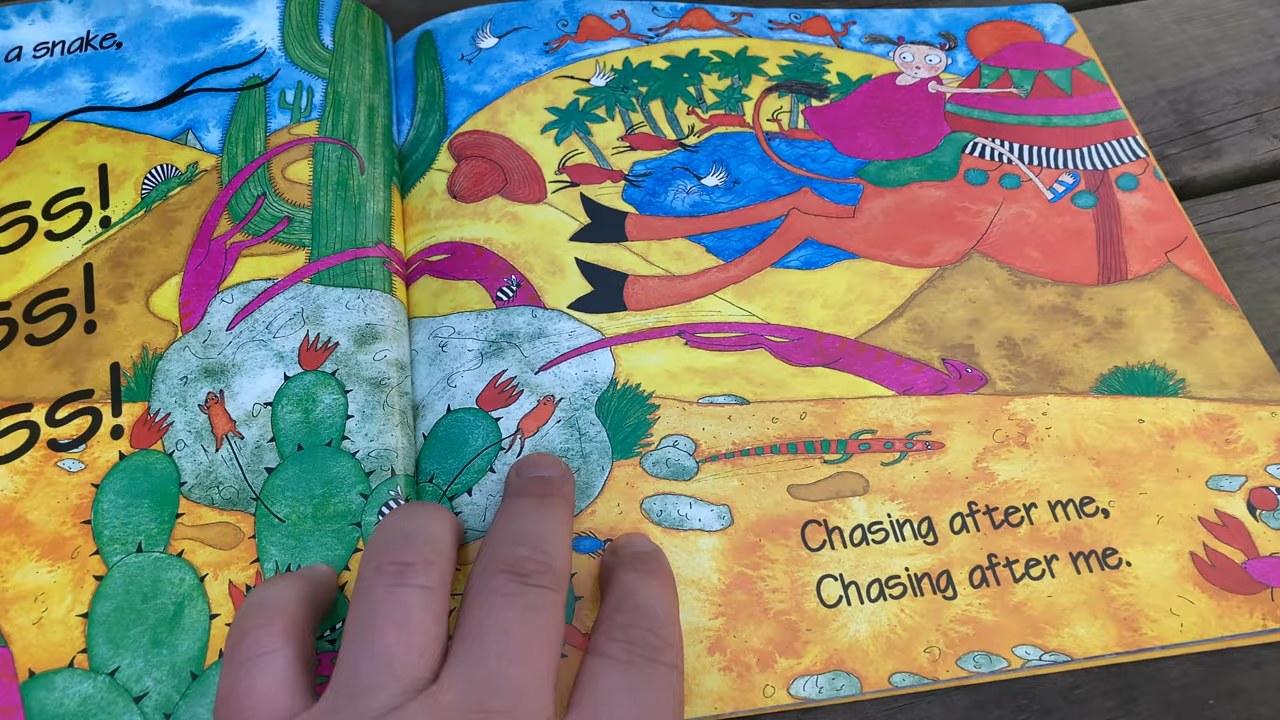 a snake,
ss!
ss!
ss!
Chasing after me,
Chasing after me.